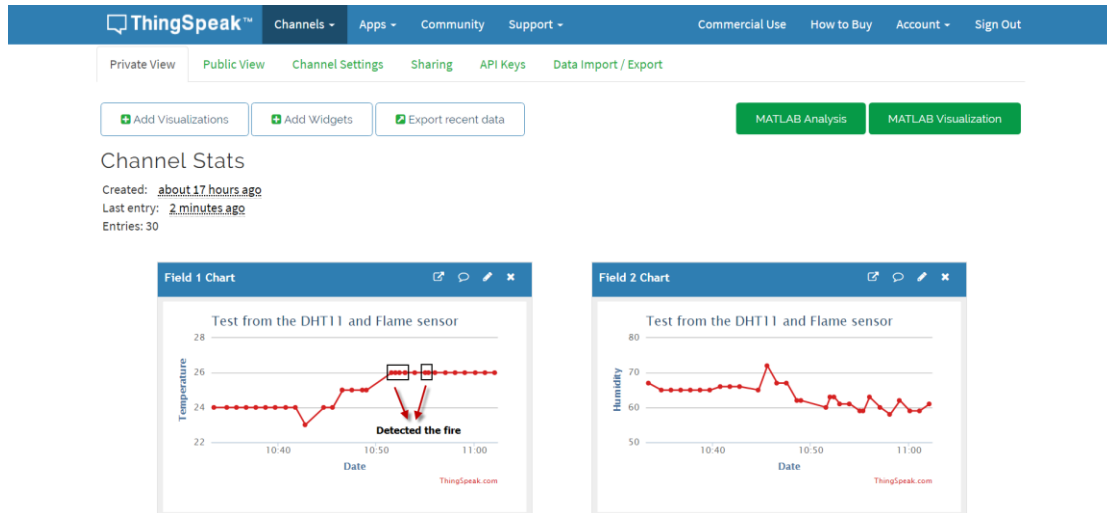 ThingSpeak™ Channels Apps Community Support Commercial Use How to Buy Account Sign Out
Private View Public View Channel Settings Sharing API Keys Data Import / Export
Add Visualizations Add Widgets Export recent data MATLAB Analysis MATLAB Visualization
Channel Stats
Created: about 17 hours ago
Last entry: 2 minutes ago
Entries: 30
Field 1 Chart
Test from the DHT11 and Flame sensor
28
26
24
22
Temperature
Detected the fire
10:40 10:50 11:00
Date
ThingSpeak.com
Field 2 Chart
Test from the DHT11 and Flame sensor
80
70
60
50
Humidity
10:40 10:50 11:00
Date
ThingSpeak.com